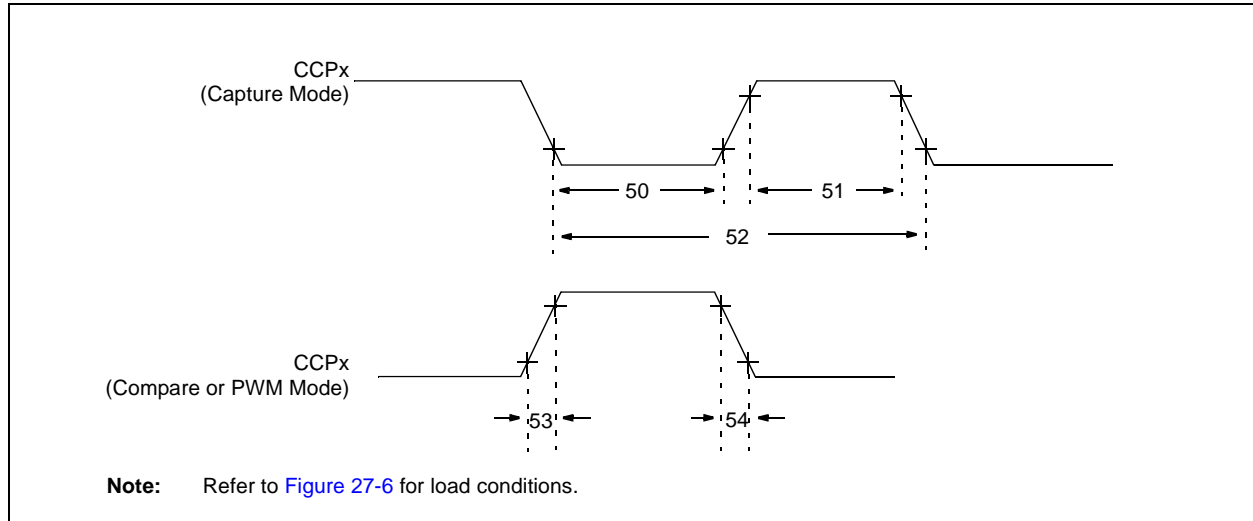 CCPx
(Capture Mode)
50
51
52
CCPx
(Compare or PWM Mode)
53
54
Note: Refer to Figure 27-6 for load conditions.